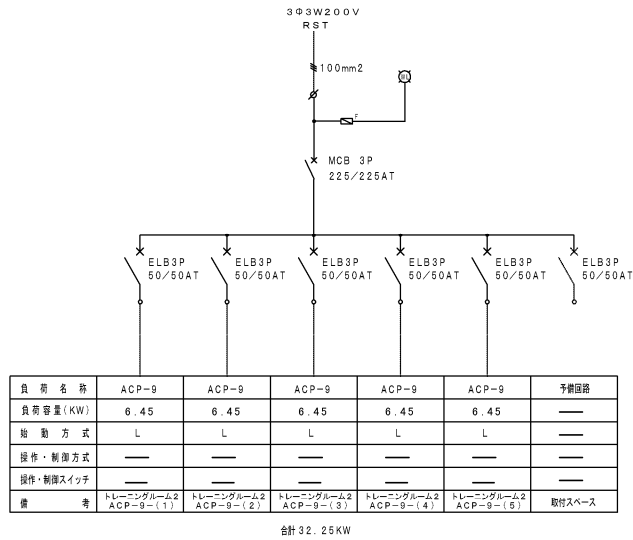 3Φ3W200V
RST
100mm2
WL
F
MCB 3P
225/225AT
ELB3P
50/50AT
ELB3P
50/50AT
ELB3P
50/50AT
ELB3P
50/50AT
ELB3P
50/50AT
ELB3P
50/50AT
負荷名称 ACP-9 ACP-9 ACP-9 ACP-9 ACP-9 予備回路
負荷容量(KW) 6.45 6.45 6.45 6.45 6.45 ―
始動方式 L L L L L ―
操作・制御方式 ― ― ― ― ― ―
操作・制御スイッチ ― ― ― ― ― ―
備考 トレーニングルーム2 トレーニングルーム2 トレーニングルーム2 トレーニングルーム2 トレーニングルーム2 取付スペース
ACP-9-(1) ACP-9-(2) ACP-9-(3) ACP-9-(4) ACP-9-(5)
合計 32.25KW